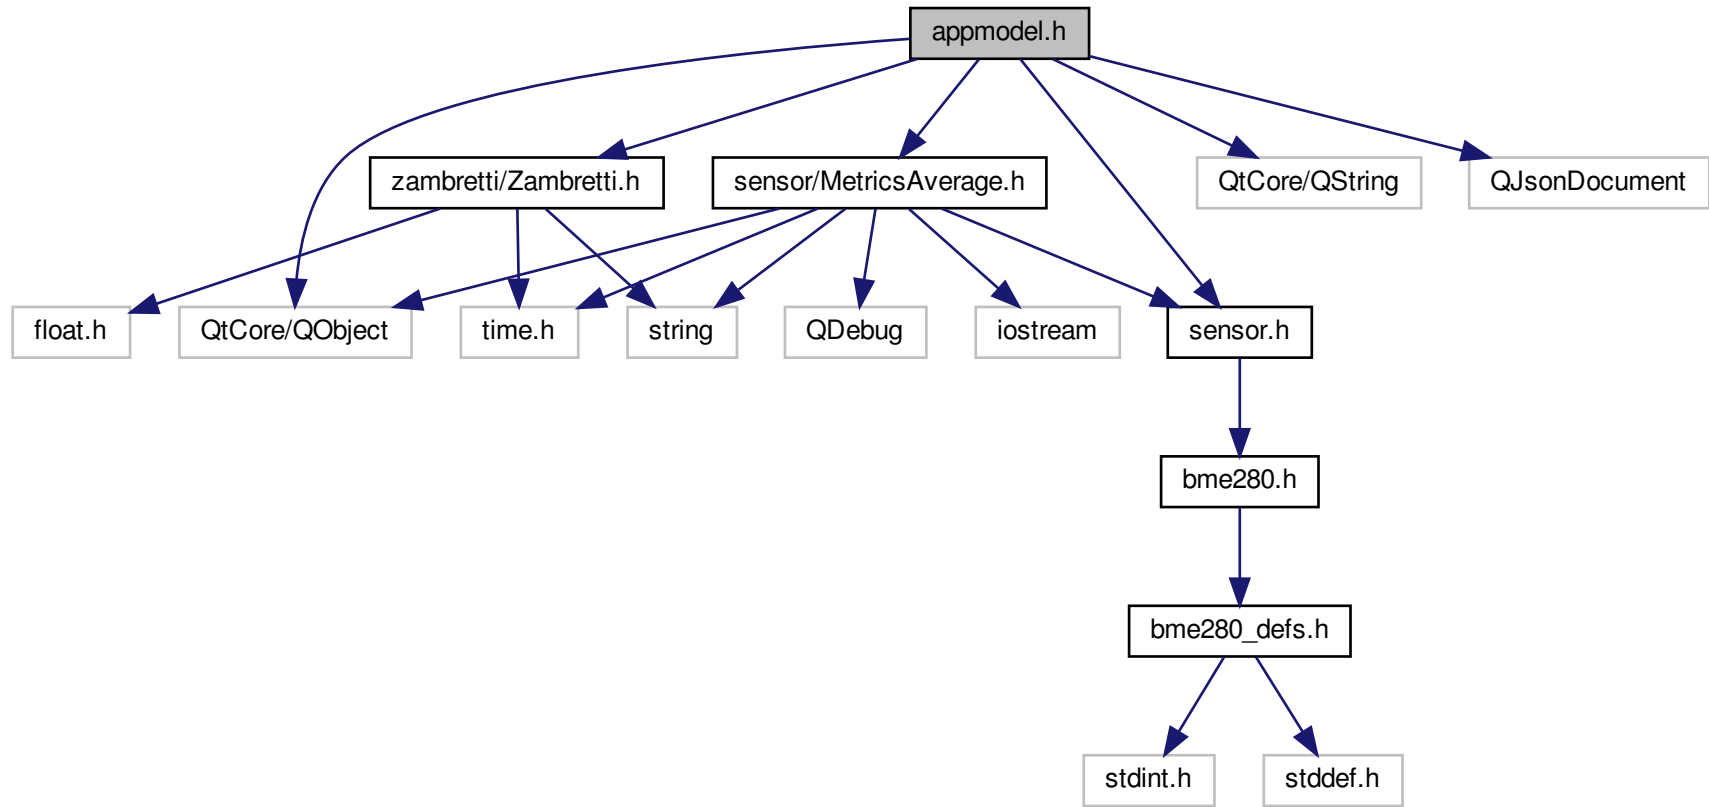 appmodel.h
zambretti/Zambretti.h
sensor/MetricsAverage.h
QtCore/QString
QJsonDocument
float.h
QtCore/QObject
time.h
string
QDebug
iostream
sensor.h
bme280.h
bme280_defs.h
stdint.h
stddef.h